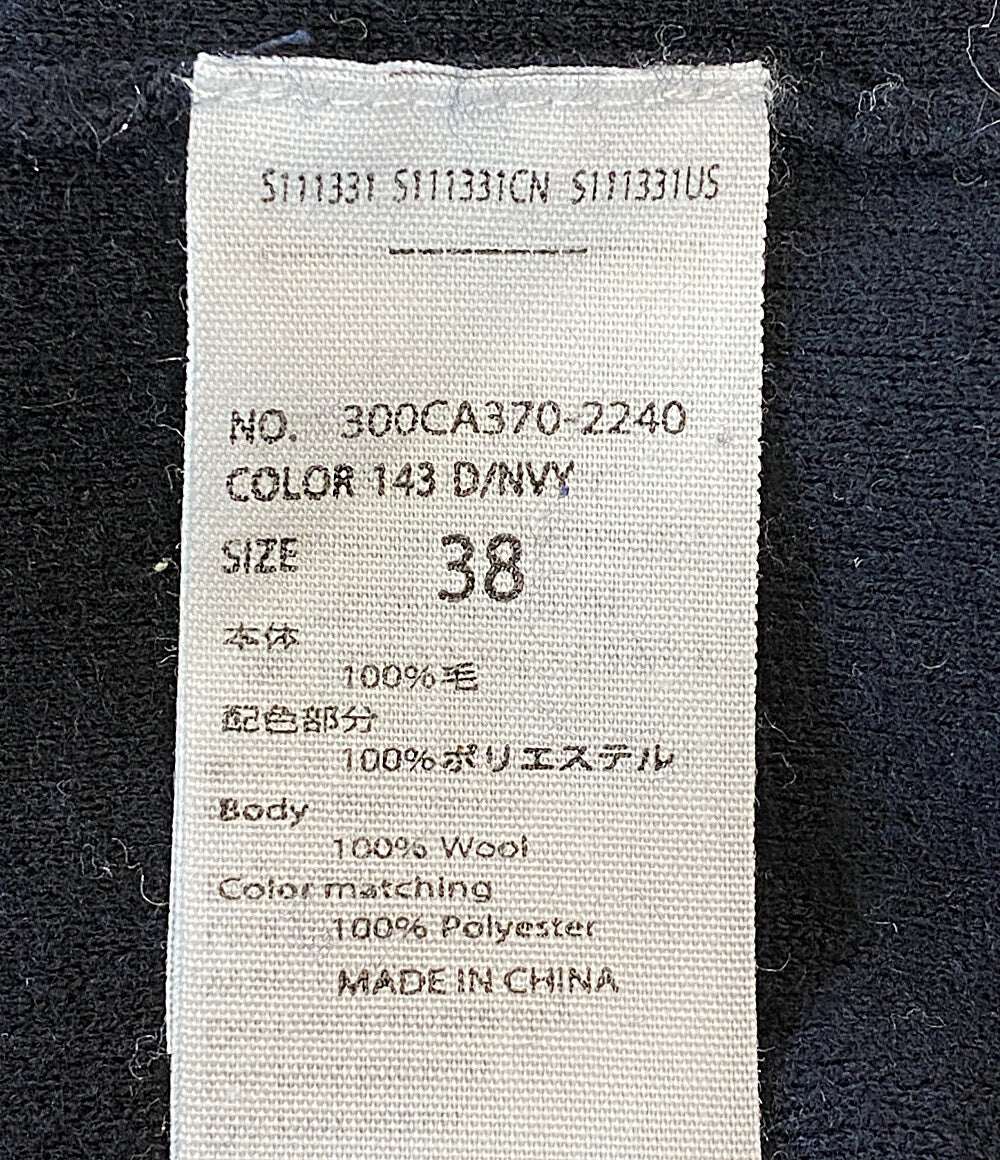 S111331 S111331CN S111331US
NO. 300CA370-2240
COLOR 143 D/NVY
SIZE 38
本体
100%毛
配色部分
100%ポリエステル
Body
100% Wool
Color matching
100% Polyester
MADE IN CHINA